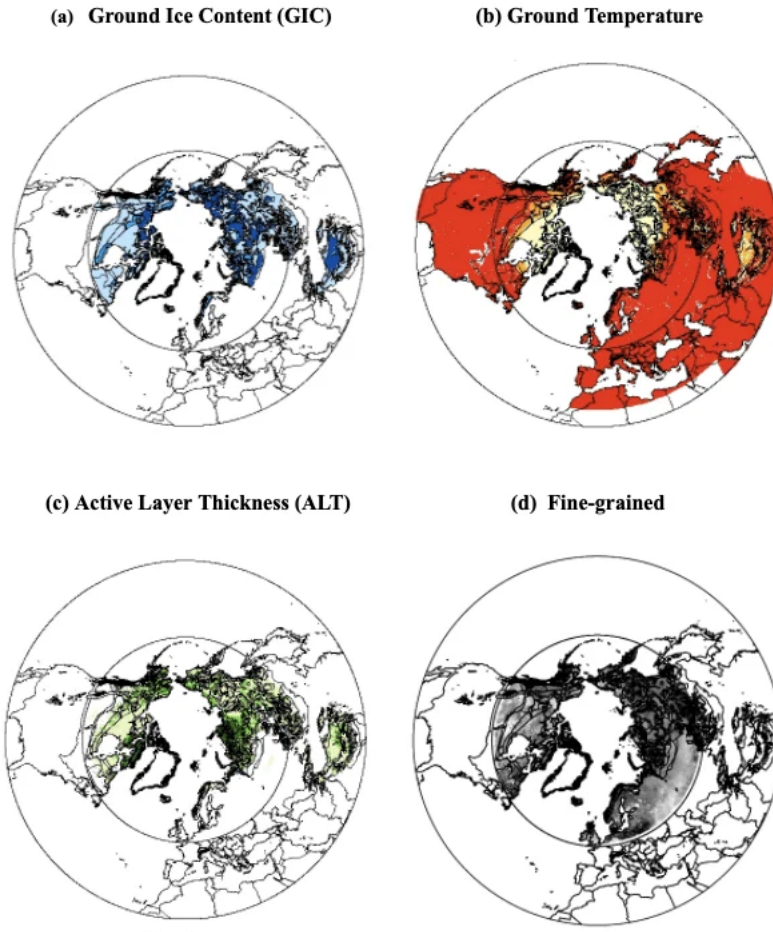 (a) Ground Ice Content (GIC)
(b) Ground Temperature
(c) Active Layer Thickness (ALT)
(d) Fine-grained